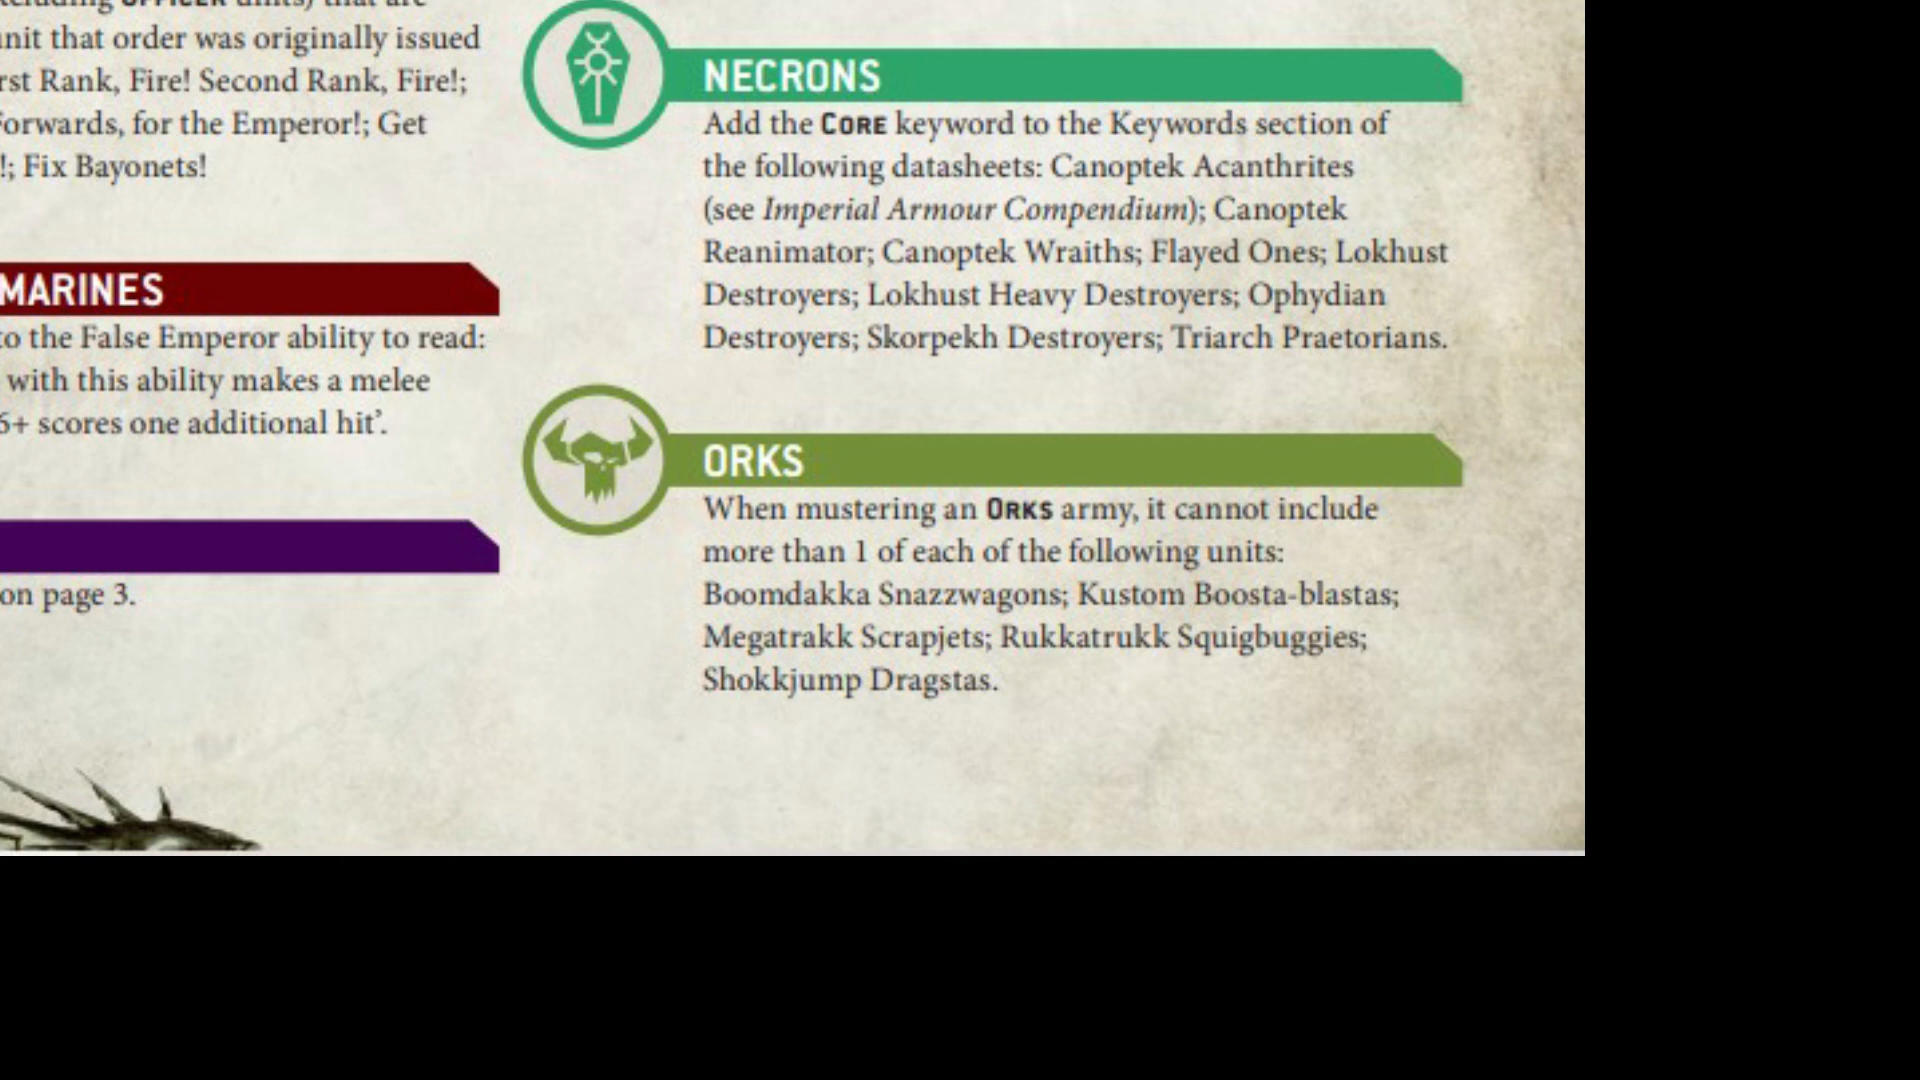 unit that order was originally issued
Rank, Fire! Second Rank, Fire!;
Forwards, for the Emperor!; Get
!; Fix Bayonets!
MARINES
to the False Emperor ability to read:
with this ability makes a melee
6+ scores one additional hit’.
on page 3.
NECRONS
Add the CORE keyword to the Keywords section of
the following datasheets: Canoptek Acanthrites
(see Imperial Armour Compendium); Canoptek
Reanimator; Canoptek Wraiths; Flayed Ones; Lokhust
Destroyers; Lokhust Heavy Destroyers; Ophydian
Destroyers; Skorpekh Destroyers; Triarch Praetorians.
ORKS
When mustering an ORKS army, it cannot include
more than 1 of each of the following units:
Boomdakka Snazzwagons; Kustom Boosta-blastas;
Megatrakk Scrapjets; Rukkatrukk Squigbuggies;
Shokkjump Dragstas.